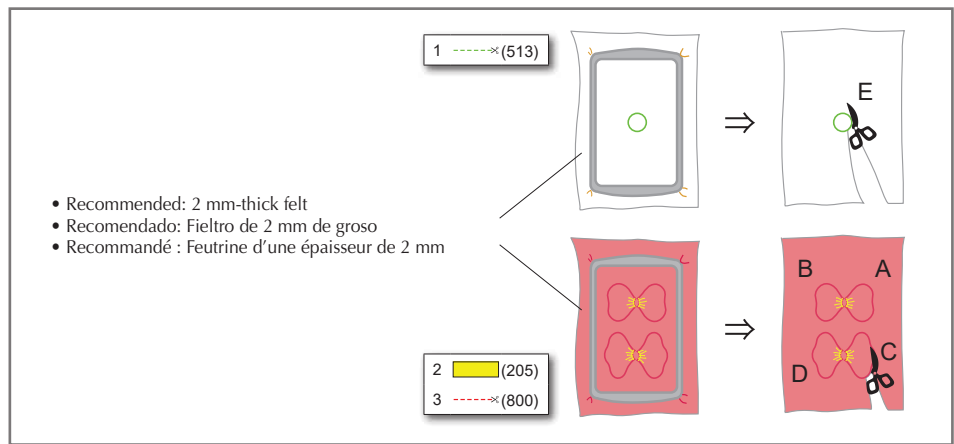 1 (513)
E
• Recommended: 2 mm-thick felt
• Recomendado: Fieltro de 2 mm de groso
• Recommandé : Feutrine d'une épaisseur de 2 mm
B A
D C
2 (205)
3 (800)